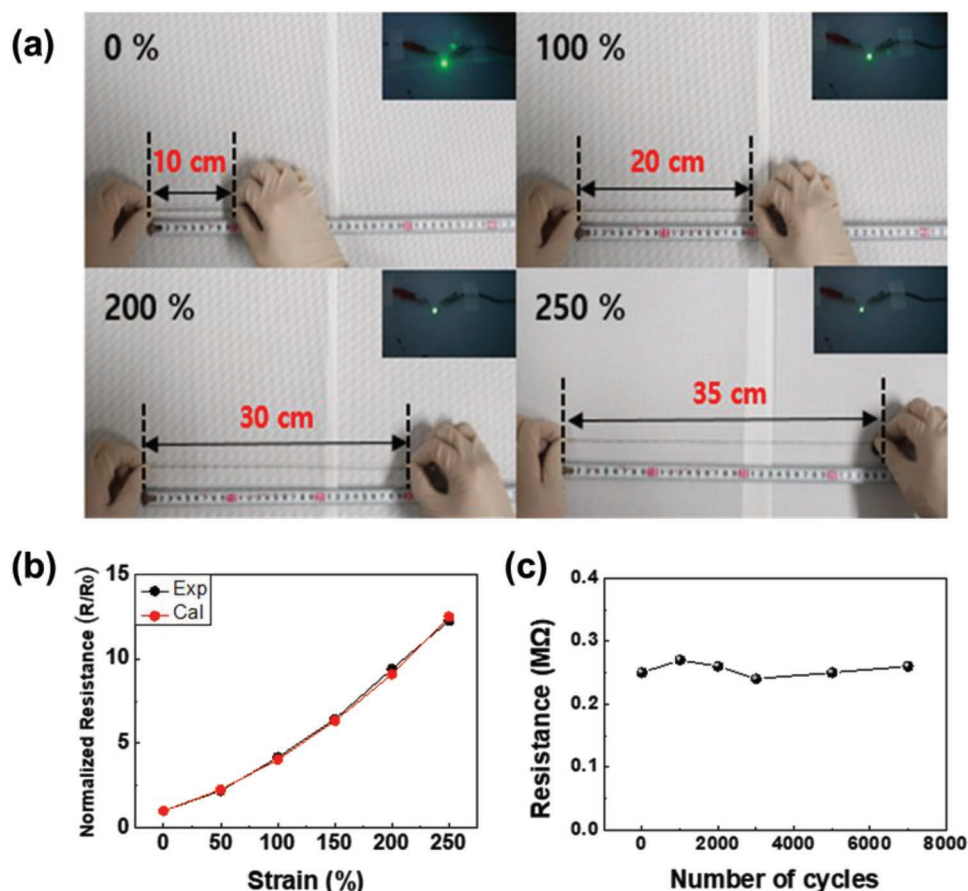 (a)
0 %
10 cm
100 %
20 cm
200 %
30 cm
250 %
35 cm
(b)
Normalized Resistance (R/R0)
15
10
5
0
Exp
Cal
0 50 100 150 200 250
Strain (%)
(c)
Resistance (MΩ)
0.4
0.3
0.2
0.1
0.0
0 2000 4000 6000 8000
Number of cycles